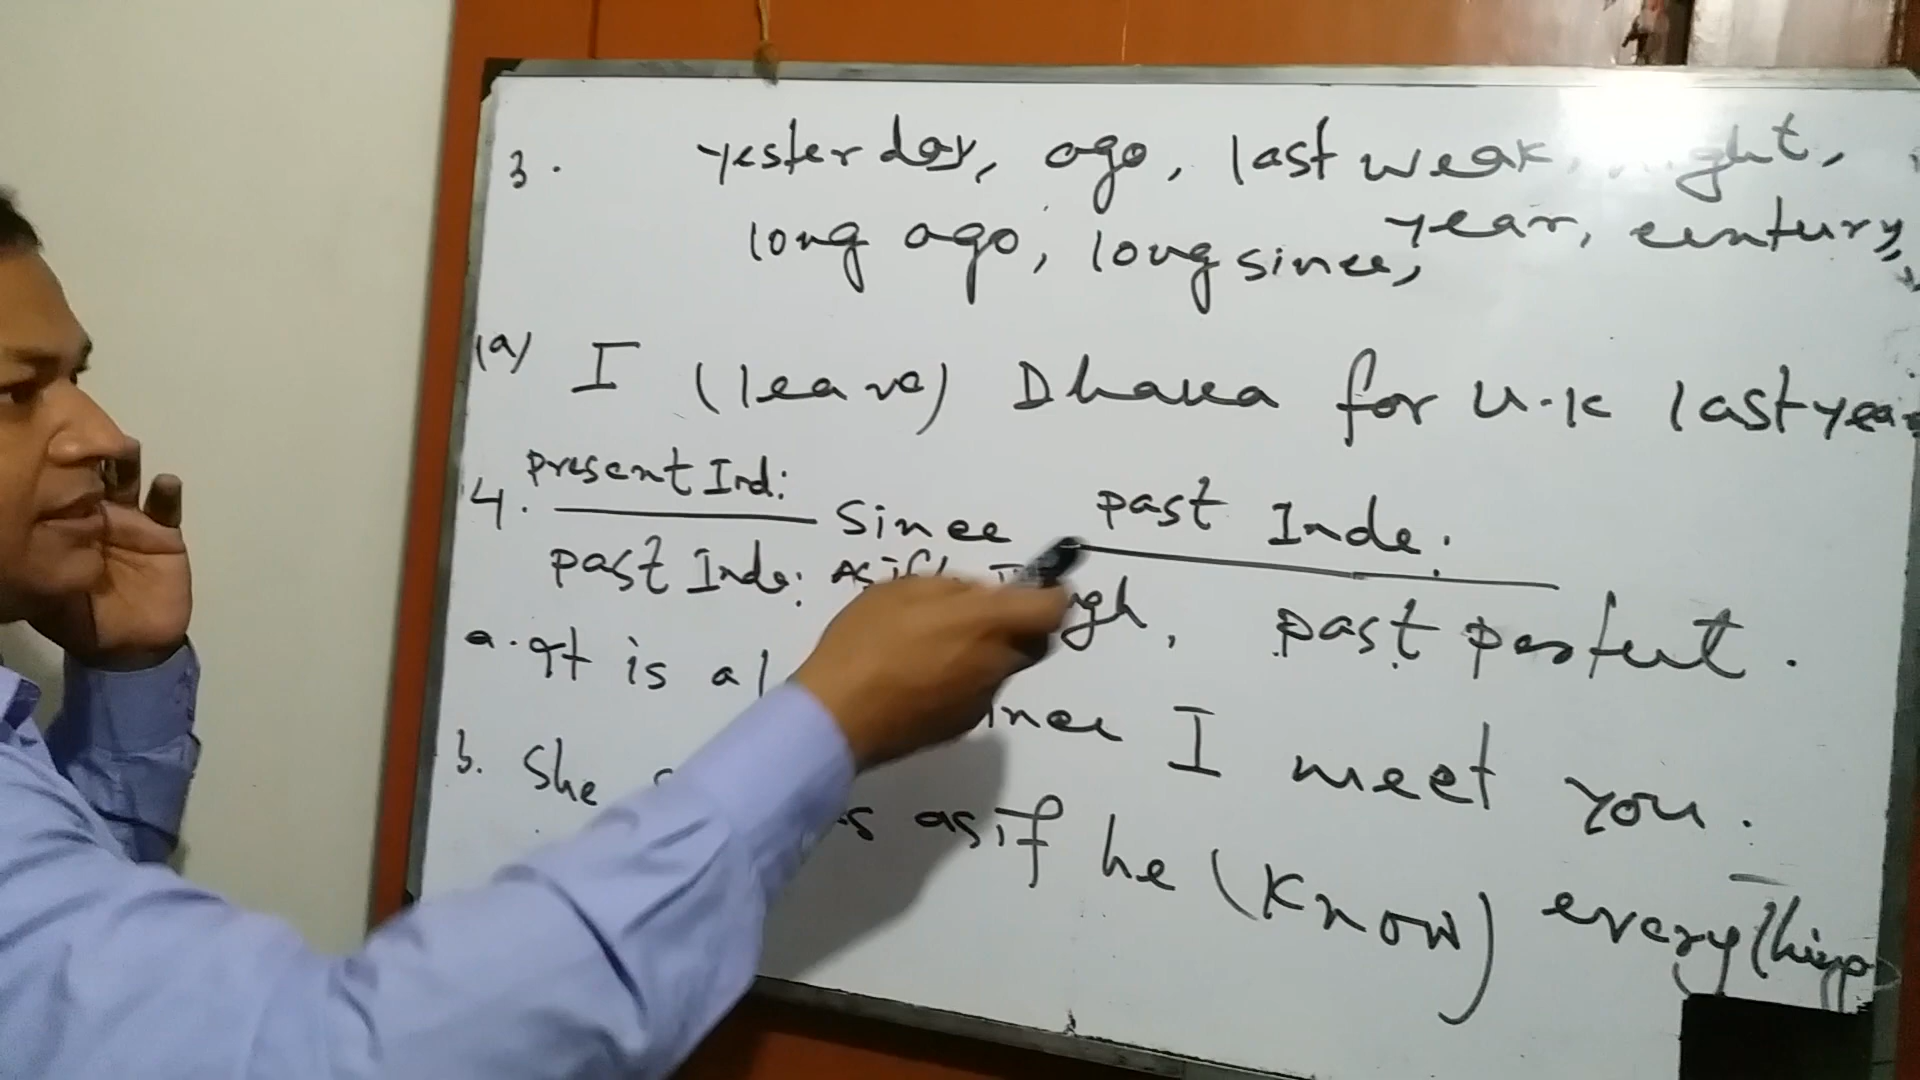 3. yesterday, ago, last weak, night,
long ago, long since, year, century,
(a) I (leave) Dhaka for U.K last year
4. present Ind: since past Inde.
past Inde: as if, past perfect.
a. It is a since I meet you.
b. She as if he (know) everything